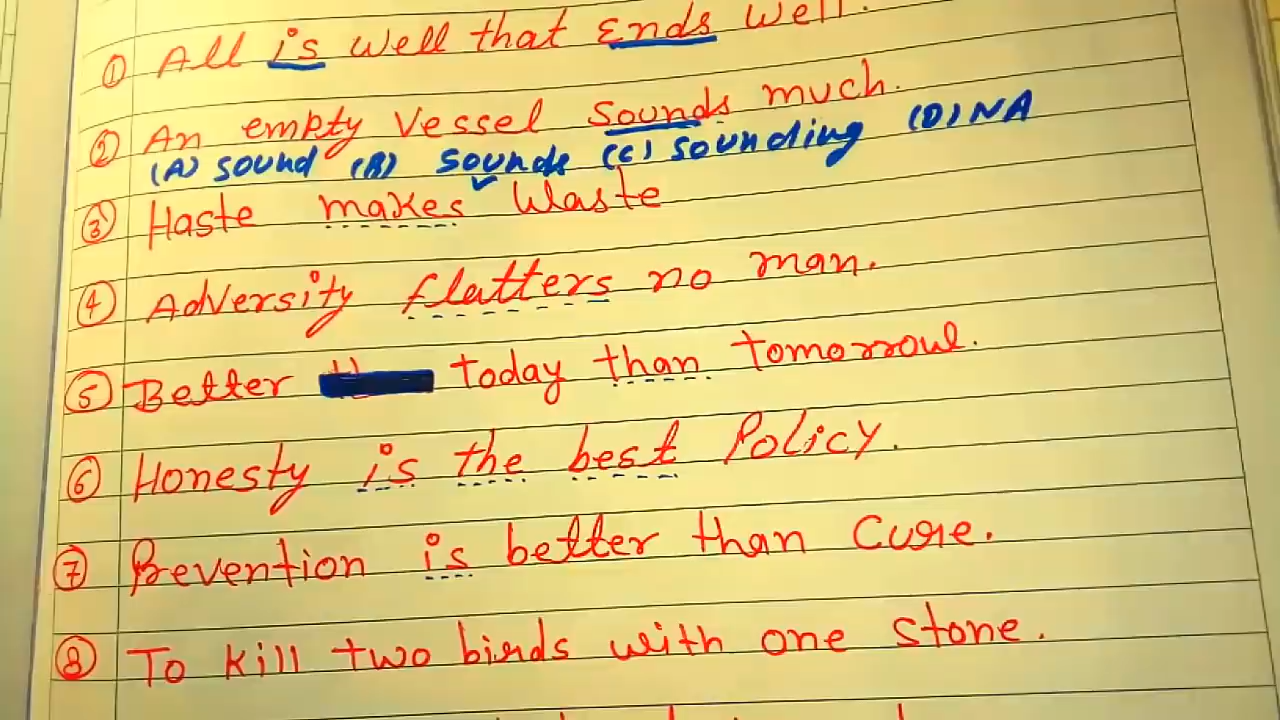 ① All is well that ends well.
② An empty vessel sounds much.
(A) sound (B) sounds (C) sounding (D) NA
③ Haste makes waste
④ Adversity flatters no man.
⑤ Better today than tomorrow.
⑥ Honesty is the best Policy.
⑦ Prevention is better than Cure.
⑧ To kill two birds with one stone.